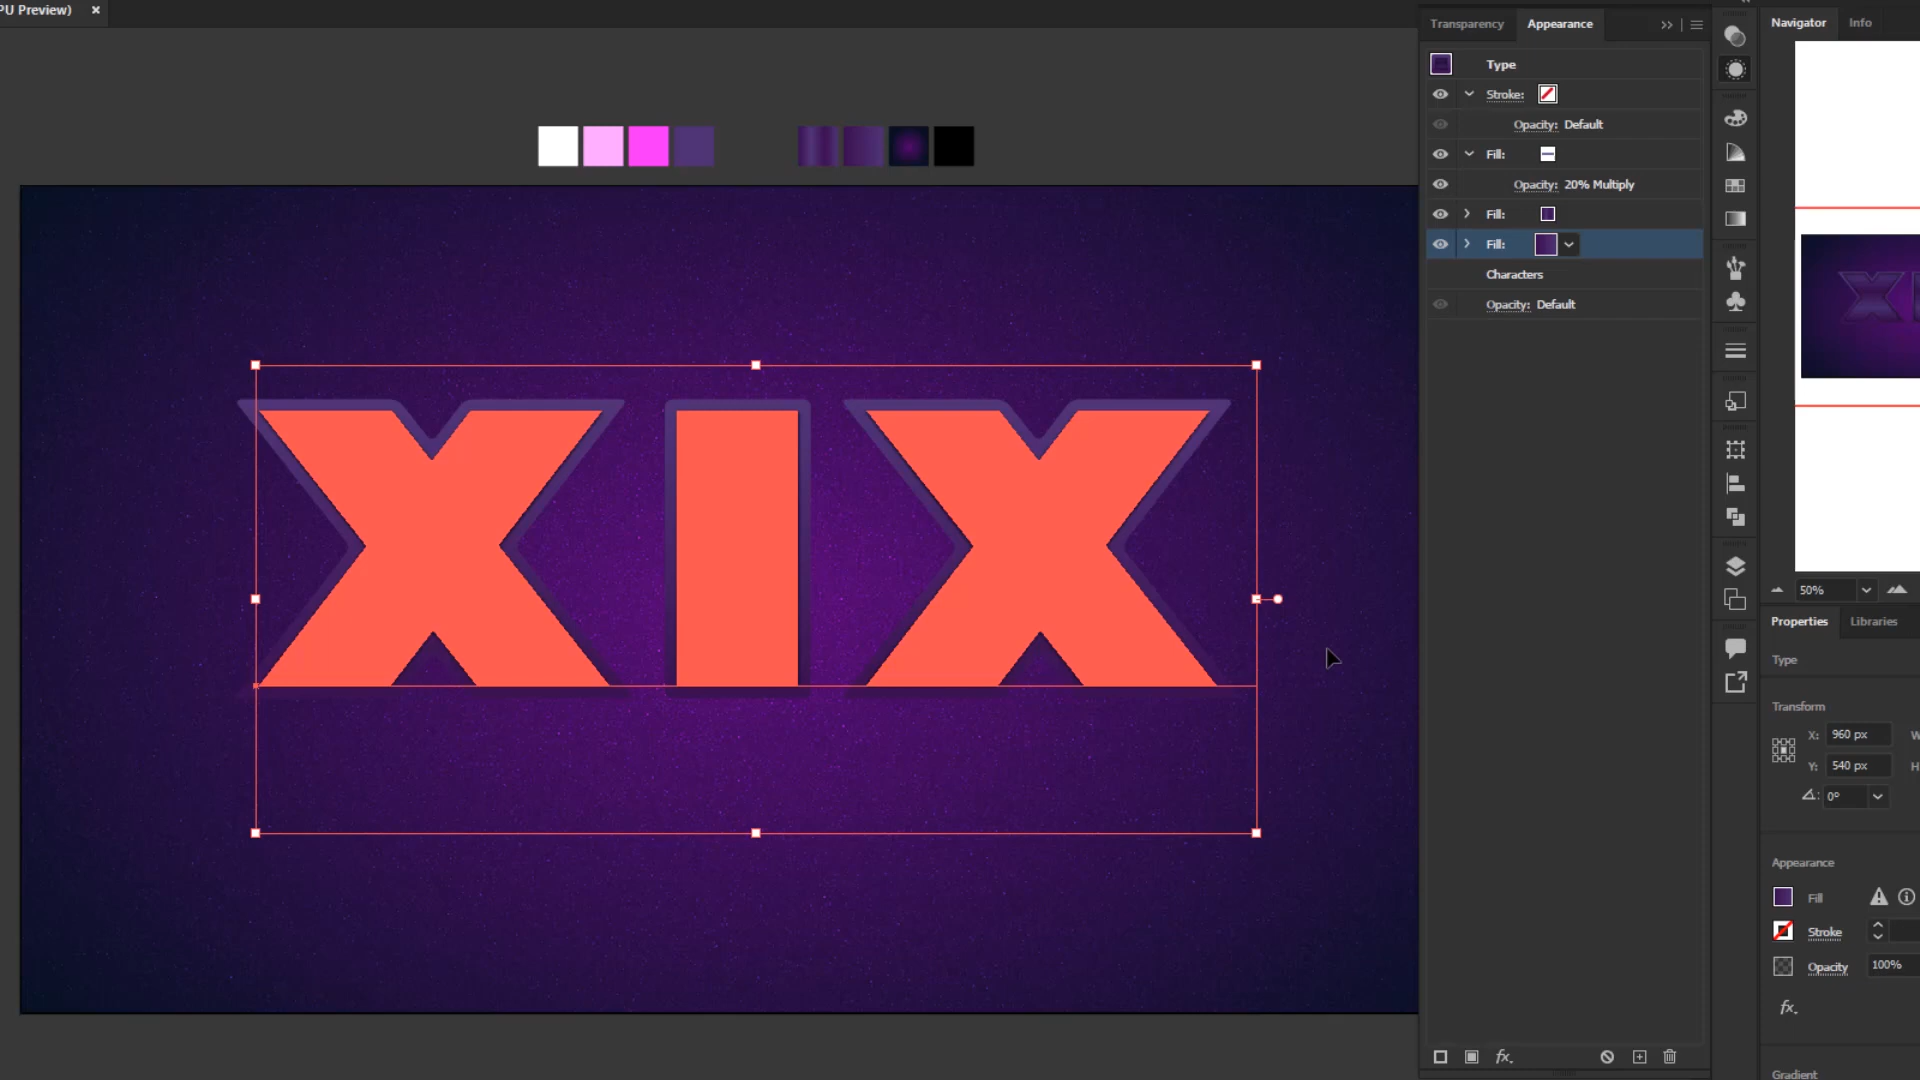 PU Preview) ×
Transparency Appearance
Type
Stroke:
Opacity: Default
Fill:
Opacity: 20% Multiply
Fill:
Fill:
Characters
Opacity: Default
fx.
XIX
Navigator Info
50%
Properties Libraries
Type
Transform
X: 960 px W
Y: 540 px H
0°
Appearance
Fill
Stroke
Opacity 100%
fx.
Gradient